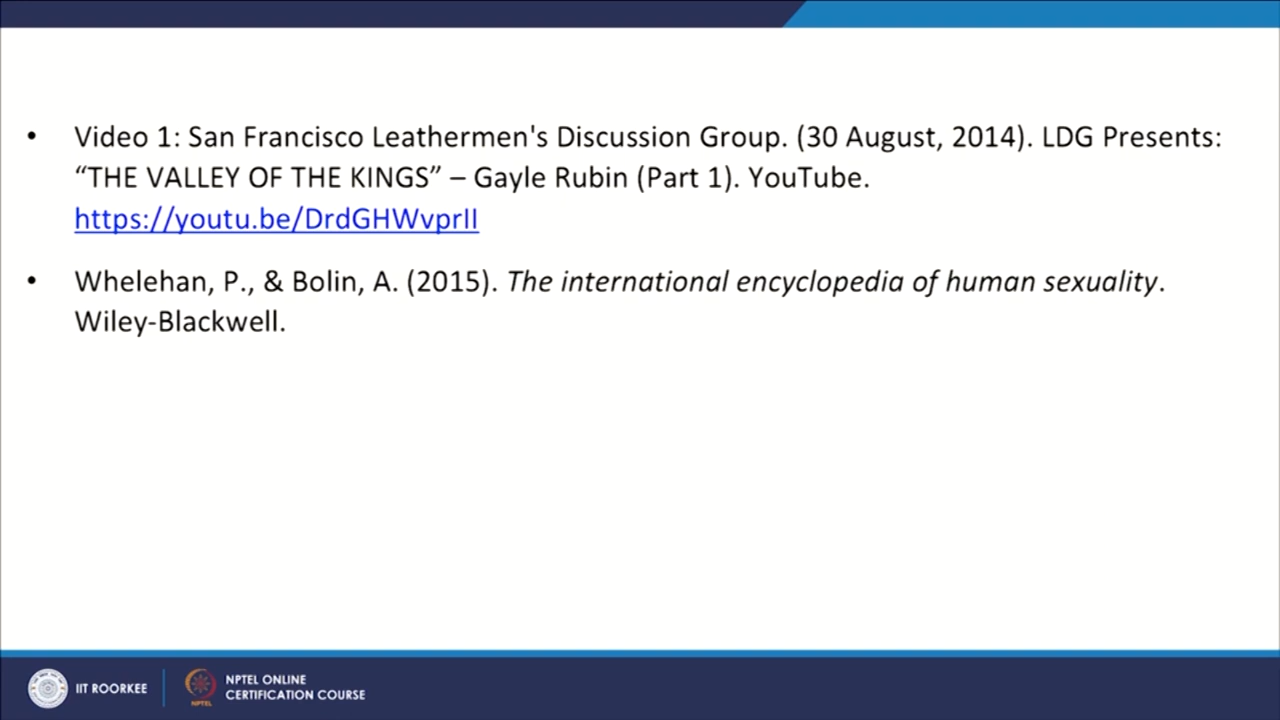 • Video 1: San Francisco Leathermen's Discussion Group. (30 August, 2014). LDG Presents:
“THE VALLEY OF THE KINGS” – Gayle Rubin (Part 1). YouTube.
https://youtu.be/DrdGHWvprII
• Whelehan, P., & Bolin, A. (2015). The international encyclopedia of human sexuality.
Wiley-Blackwell.
IIT ROORKEE
NPTEL
NPTEL ONLINE
CERTIFICATION COURSE